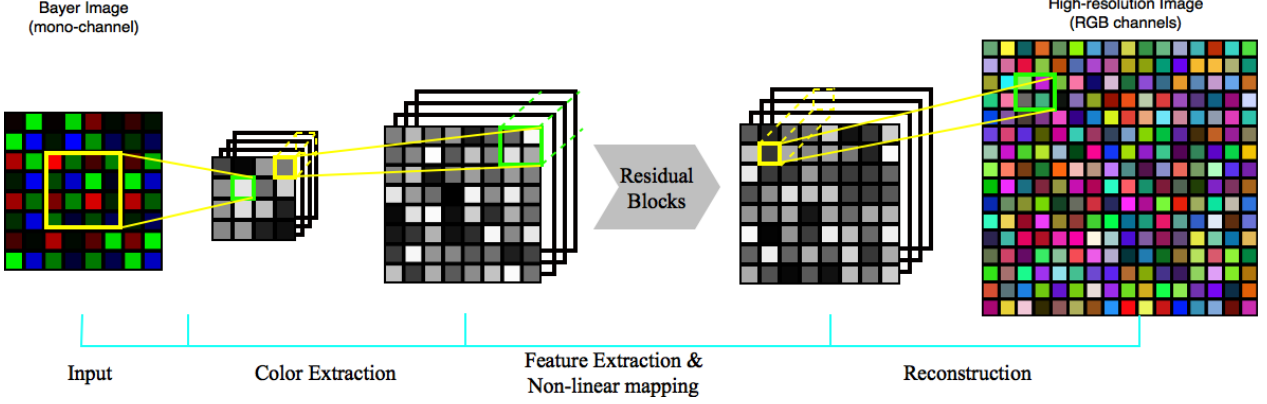 Bayer Image
(mono-channel)
High-resolution Image
(RGB channels)
Residual
Blocks
Input
Color Extraction
Feature Extraction &
Non-linear mapping
Reconstruction